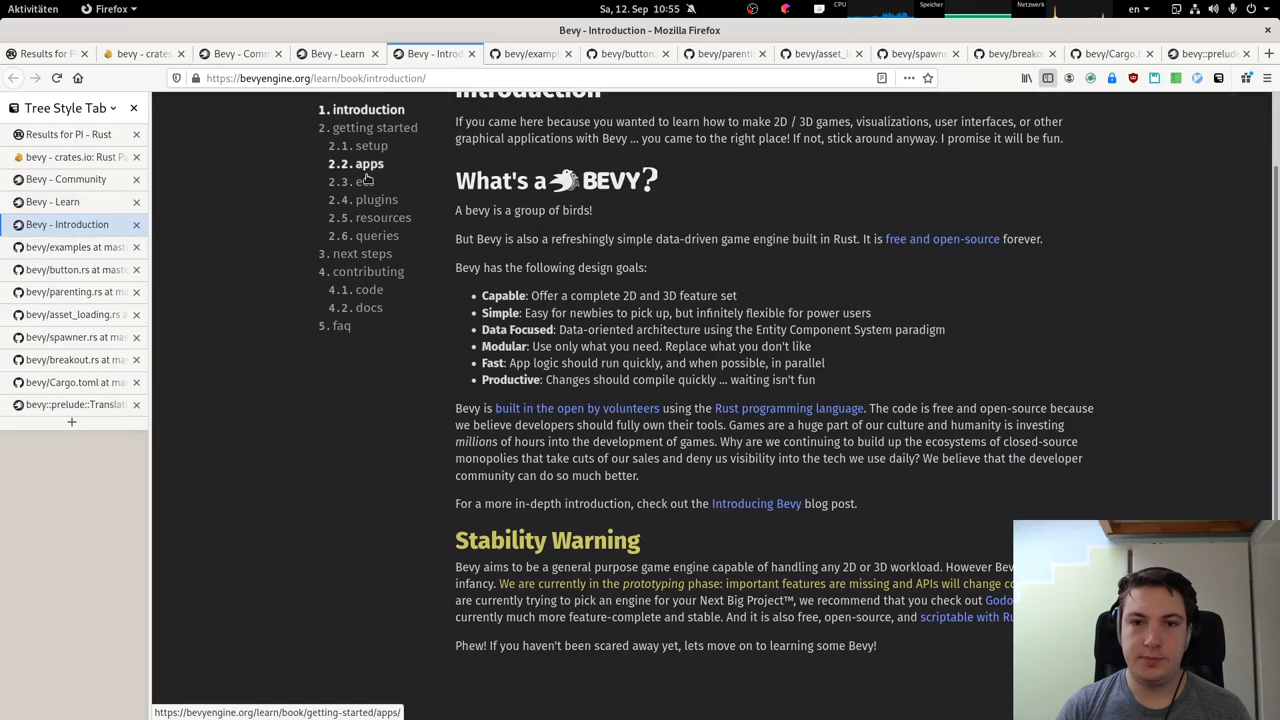 Aktivitäten
Firefox
Sa, 12. Sep 10:55
CPU
Speicher
Netzwerk
en
Bevy - Introduction - Mozilla Firefox
Results for P
bevy - crates
Bevy - Comm
Bevy - Learn
Bevy - Introd
bevy/examp
bevy/button.
bevy/parenti
bevy/asset_l
bevy/spawne
bevy/breako
bevy/Cargo.t
bevy::prelud
https://bevyengine.org/learn/book/introduction/
Tree Style Tab
Results for PI - Rust
bevy - crates.io: Rust Pa
Bevy - Community
Bevy - Learn
Bevy - Introduction
bevy/examples at mast
bevy/button.rs at mast
bevy/parenting.rs at ma
bevy/asset_loading.rs a
bevy/spawner.rs at mas
bevy/breakout.rs at ma
bevy/Cargo.toml at mas
bevy::prelude::Translati
1. introduction
2. getting started
2.1. setup
2.2. apps
2.3.
2.4. plugins
2.5. resources
2.6. queries
3. next steps
4. contributing
4.1. code
4.2. docs
5. faq
Introduction
If you came here because you wanted to learn how to make 2D / 3D games, visualizations, user interfaces, or other
graphical applications with Bevy ... you came to the right place! If not, stick around anyway. I promise it will be fun.
What's a BEVY?
A bevy is a group of birds!
But Bevy is also a refreshingly simple data-driven game engine built in Rust. It is free and open-source forever.
Bevy has the following design goals:
• Capable: Offer a complete 2D and 3D feature set
• Simple: Easy for newbies to pick up, but infinitely flexible for power users
• Data Focused: Data-oriented architecture using the Entity Component System paradigm
• Modular: Use only what you need. Replace what you don't like
• Fast: App logic should run quickly, and when possible, in parallel
• Productive: Changes should compile quickly ... waiting isn't fun
Bevy is built in the open by volunteers using the Rust programming language. The code is free and open-source because
we believe developers should fully own their tools. Games are a huge part of our culture and humanity is investing
millions of hours into the development of games. Why are we continuing to build up the ecosystems of closed-source
monopolies that take cuts of our sales and deny us visibility into the tech we use daily? We believe that the developer
community can do so much better.
For a more in-depth introduction, check out the Introducing Bevy blog post.
Stability Warning
Bevy aims to be a general purpose game engine capable of handling any 2D or 3D workload. However Bev
infancy. We are currently in the prototyping phase: important features are missing and APIs will change co
are currently trying to pick an engine for your Next Big Project™, we recommend that you check out Godo
currently much more feature-complete and stable. And it is also free, open-source, and scriptable with Ru
Phew! If you haven't been scared away yet, lets move on to learning some Bevy!
https://bevyengine.org/learn/book/getting-started/apps/